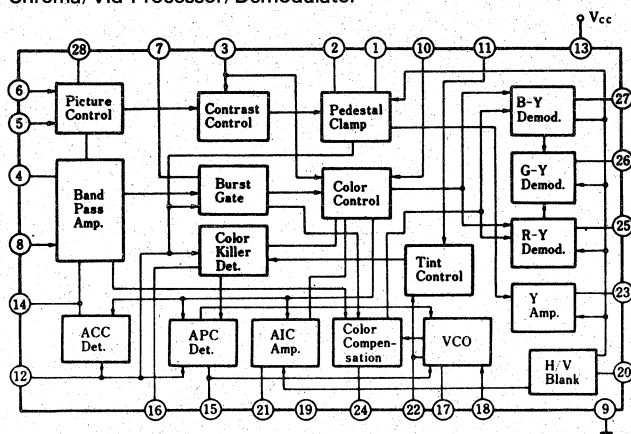 Chroma/Vid Processor/Demodulator
Vcc
28
7
3
2
1
10
11
13
6
5
4
8
14
12
Picture
Control
Contrast
Control
Pedestal
Clamp
B-Y
Demod.
27
G-Y
Demod.
26
R-Y
Demod.
25
Band
Pass
Amp.
Burst
Gate
Color
Control
Color
Killer
Det.
Tint
Control
Y
Amp.
23
ACC
Det.
APC
Det.
AIC
Amp.
Color
Compen-
sation
VCO
H/V
Blank
20
16
15
21
19
24
22
17
18
9